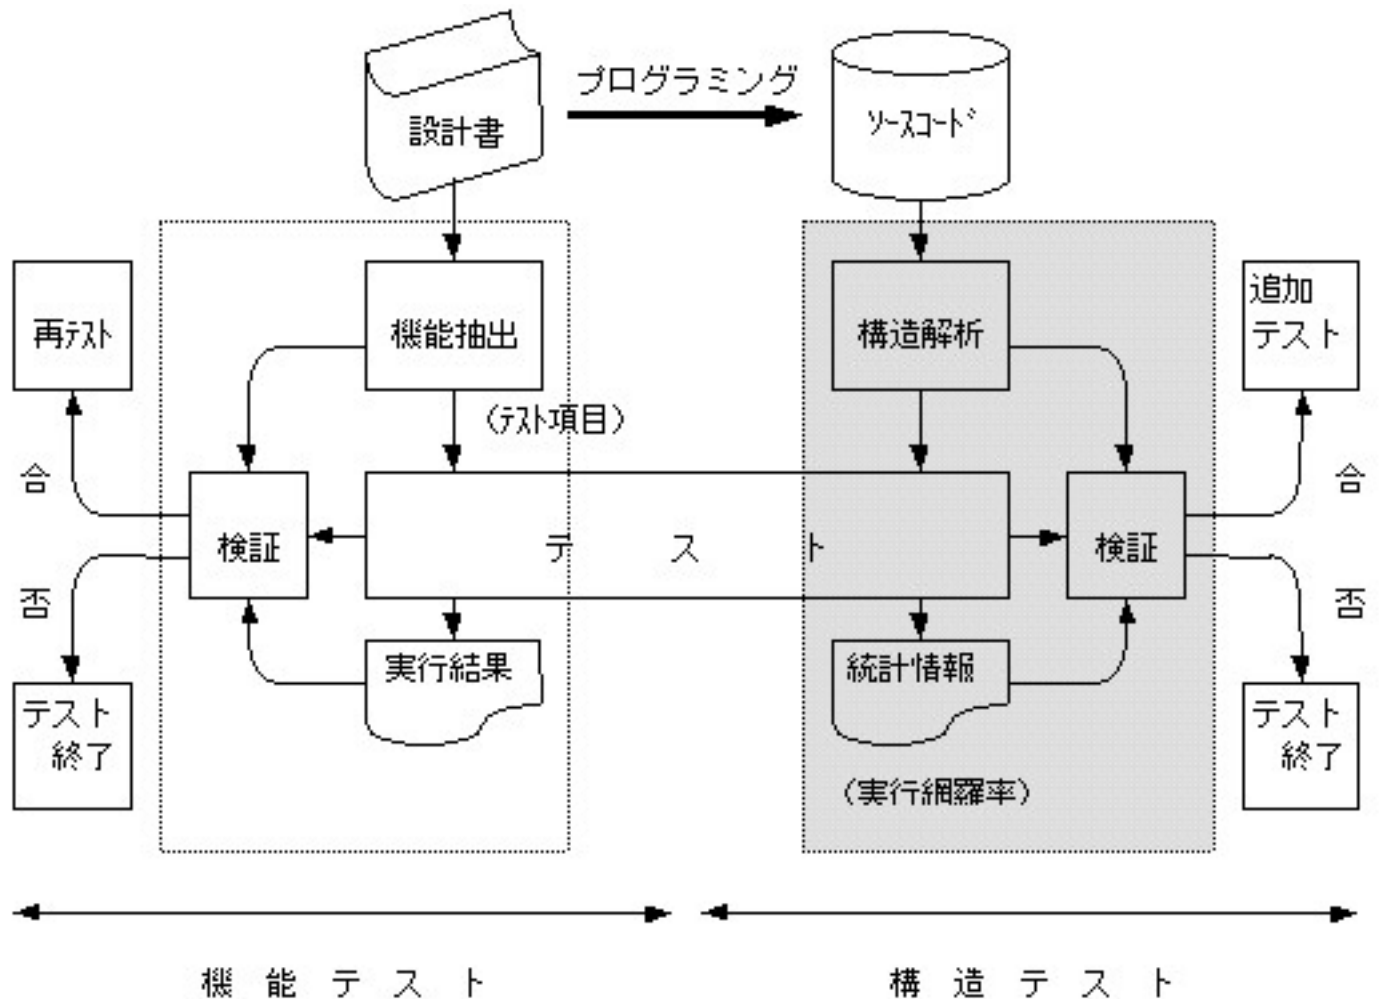 プログラミング
設計書
ソースコード
再テスト
機能抽出
構造解析
追加
テスト
(テスト項目)
合
合
検証
テスト
検証
否
否
実行結果
統計情報
テスト
終了
テスト
終了
(実行網羅率)
機能テスト
構造テスト